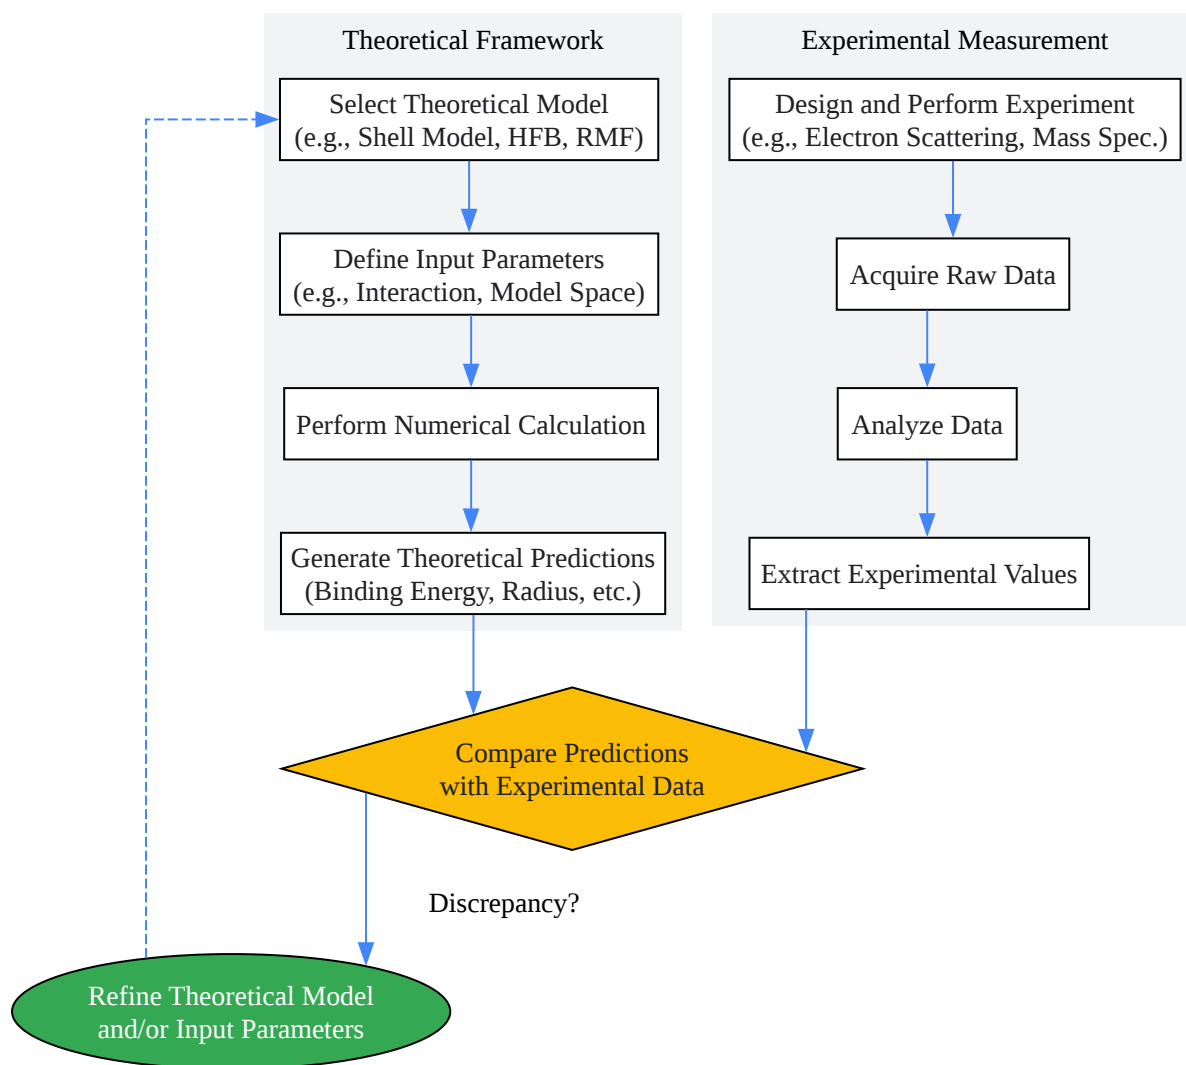 Theoretical Framework
Select Theoretical Model
(e.g., Shell Model, HFB, RMF)
Define Input Parameters
(e.g., Interaction, Model Space)
Perform Numerical Calculation
Generate Theoretical Predictions
(Binding Energy, Radius, etc.)
Experimental Measurement
Design and Perform Experiment
(e.g., Electron Scattering, Mass Spec.)
Acquire Raw Data
Analyze Data
Extract Experimental Values
Compare Predictions
with Experimental Data
Discrepancy?
Refine Theoretical Model
and/or Input Parameters